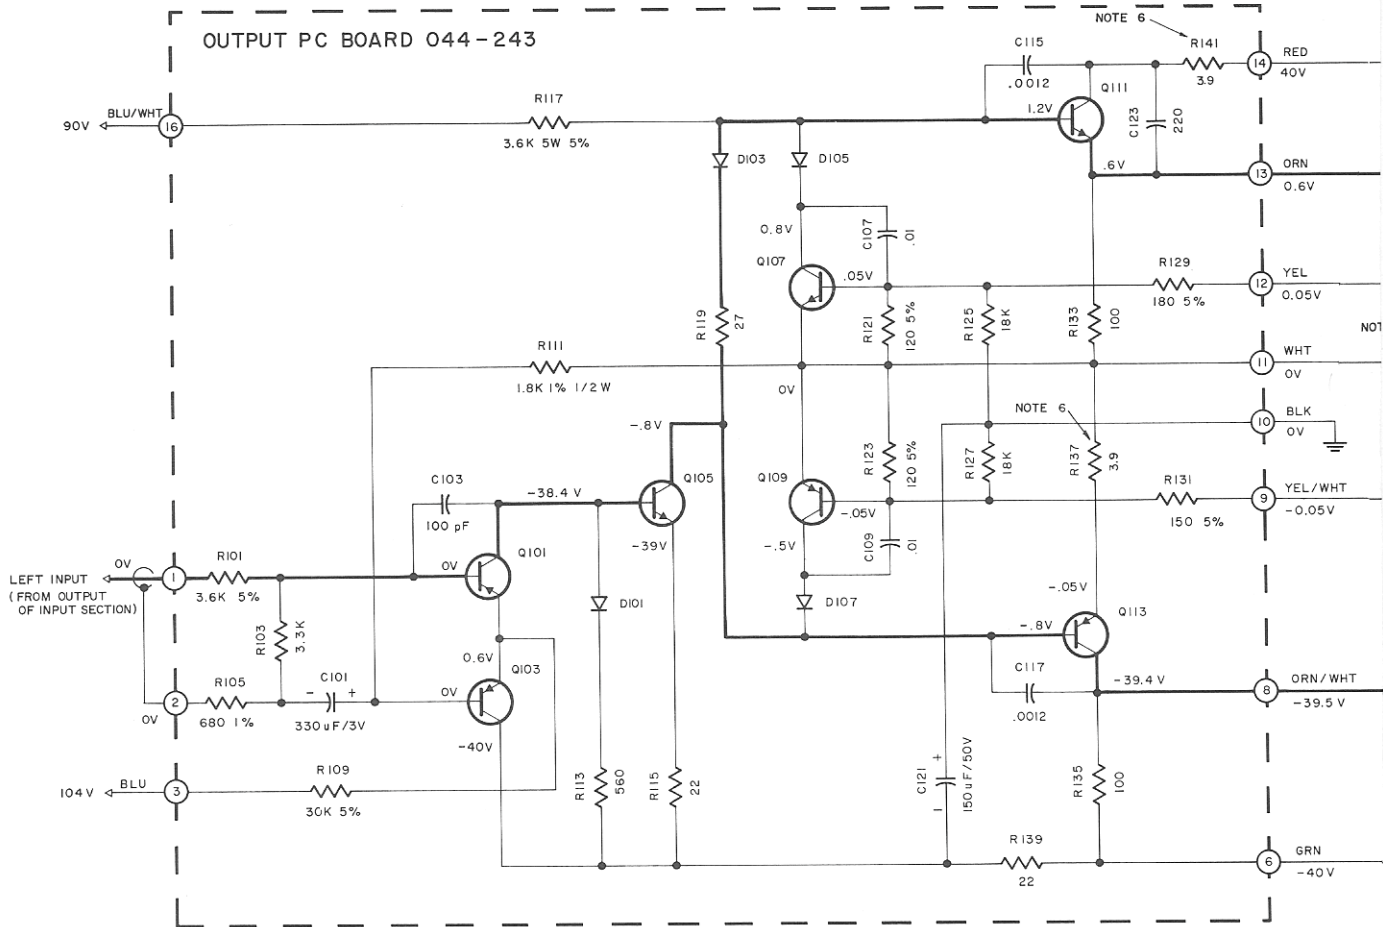 OUTPUT PC BOARD 044-243
NOTE 6
C115
.0012
R141
3.9
14
RED
40V
Q111
1.2V
C123
220
90V
BLU/WHT
16
R117
3.6K 5W 5%
D103
D105
.6V
13
ORN
0.6V
0.8V
C107
.01
Q107
.05V
R129
180 5%
12
YEL
0.05V
R119
27
R121
120 5%
R125
18K
R133
100
NOT
R111
1.8K 1% 1/2W
0V
11
WHT
0V
NOTE 6
10
BLK
0V
-.8V
R123
120 5%
R127
18K
R137
3.9
C103
100 pF
-38.4 V
Q105
Q109
-.05V
R131
150 5%
9
YEL/WHT
-0.05V
-39V
-.5V
C109
.01
0V
LEFT INPUT
(FROM OUTPUT
OF INPUT SECTION)
1
R101
3.6K 5%
0V
Q101
D101
D107
-.05V
Q113
-.8V
R103
3.3K
0.6V
Q103
C117
.0012
-39.4 V
8
ORN/WHT
-39.5V
R105
680 1%
2
0V
C101
- +
330uF/3V
0V
-40V
R109
30K 5%
104V
BLU
3
R113
560
R115
22
C121
150uF/50V
+
-
R135
100
R139
22
6
GRN
-40V